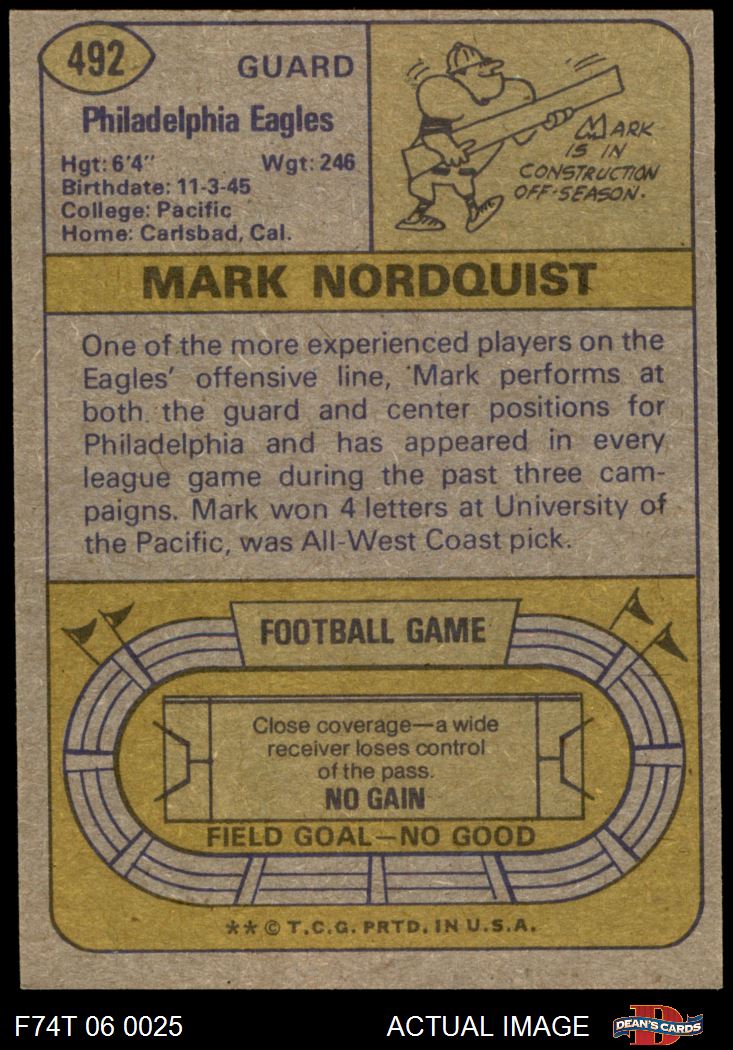 492
GUARD
Philadelphia Eagles
Hgt: 6'4" Wgt: 246
Birthdate: 11-3-45
College: Pacific
Home: Carlsbad, Cal.
MARK
IS IN
CONSTRUCTION
OFF-SEASON.
MARK NORDQUIST
One of the more experienced players on the
Eagles' offensive line, Mark performs at
both the guard and center positions for
Philadelphia and has appeared in every
league game during the past three cam-
paigns. Mark won 4 letters at University of
the Pacific, was All-West Coast pick.
FOOTBALL GAME
Close coverage—a wide
receiver loses control
of the pass.
NO GAIN
FIELD GOAL—NO GOOD
** © T.C.G. PRTD. IN U.S.A.
F74T 06 0025 ACTUAL IMAGE D DEAN'S CARDS